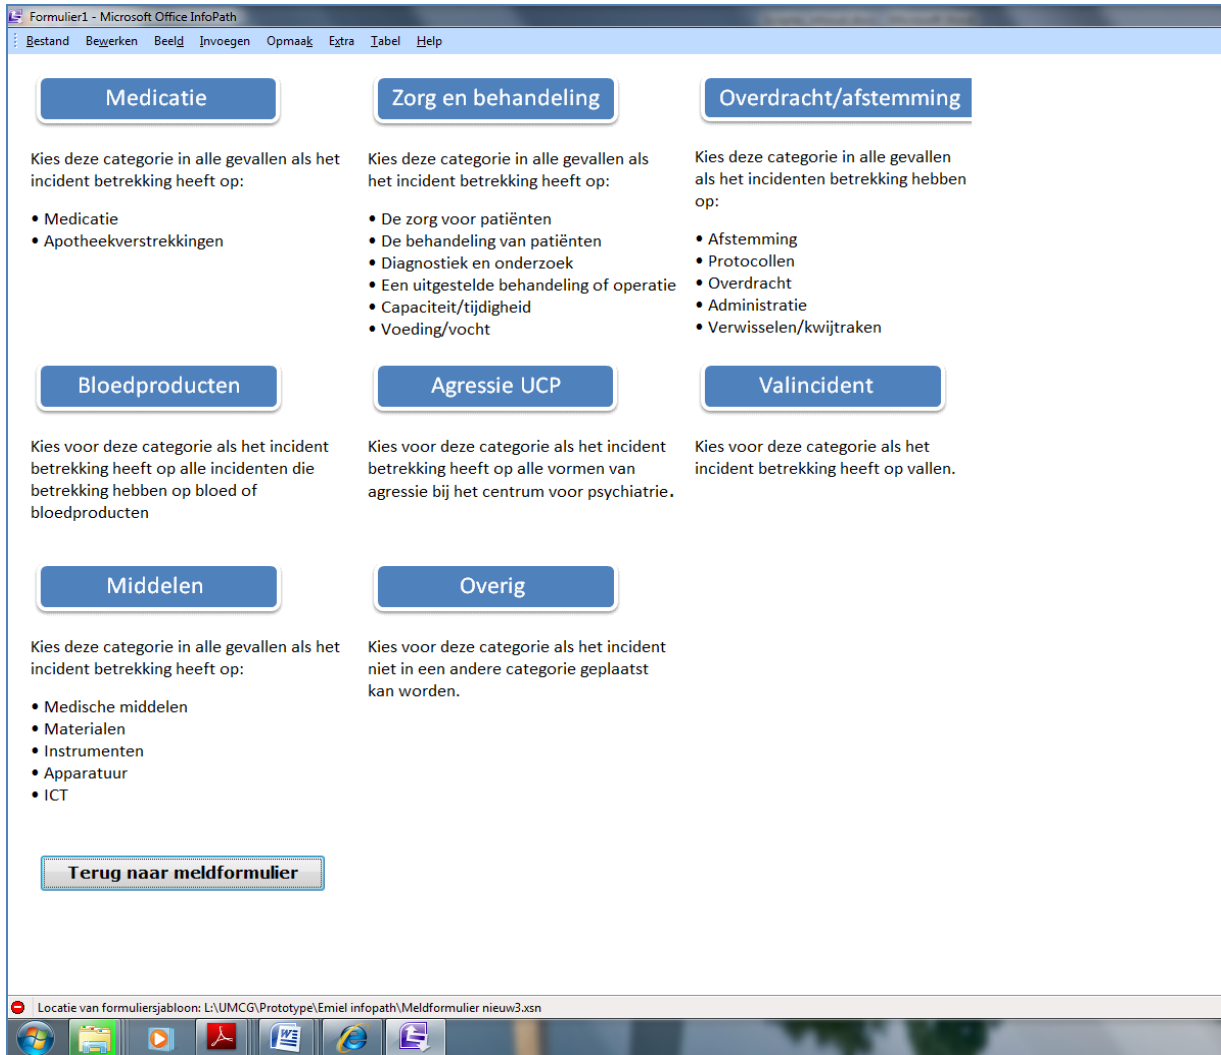 Formulier1 - Microsoft Office InfoPath
Bestand Bewerken Beeld Invoegen Opmaak Extra Tabel Help
Medicatie
Kies deze categorie in alle gevallen als het
incident betrekking heeft op:
• Medicatie
• Apotheekverstrekkingen
Zorg en behandeling
Kies deze categorie in alle gevallen als
het incident betrekking heeft op:
• De zorg voor patiënten
• De behandeling van patiënten
• Diagnostiek en onderzoek
• Een uitgestelde behandeling of operatie
• Capaciteit/tijdigheid
• Voeding/vocht
Overdracht/afstemming
Kies deze categorie in alle gevallen
als het incidenten betrekking hebben
op:
• Afstemming
• Protocollen
• Overdracht
• Administratie
• Verwisselen/kwijtraken
Bloedproducten
Kies voor deze categorie als het incident
betrekking heeft op alle incidenten die
betrekking hebben op bloed of
bloedproducten
Agressie UCP
Kies voor deze categorie als het incident
betrekking heeft op alle vormen van
agressie bij het centrum voor psychiatrie.
Valincident
Kies voor deze categorie als het
incident betrekking heeft op vallen.
Middelen
Kies deze categorie in alle gevallen als het
incident betrekking heeft op:
• Medische middelen
• Materialen
• Instrumenten
• Apparatuur
• ICT
Overig
Kies voor deze categorie als het incident
niet in een andere categorie geplaatst
kan worden.
Terug naar meldformulier
Locatie van formuliersjabloon: L:\UMCG\Prototype\Emiel infopath\Meldformulier nieuw3.xsn